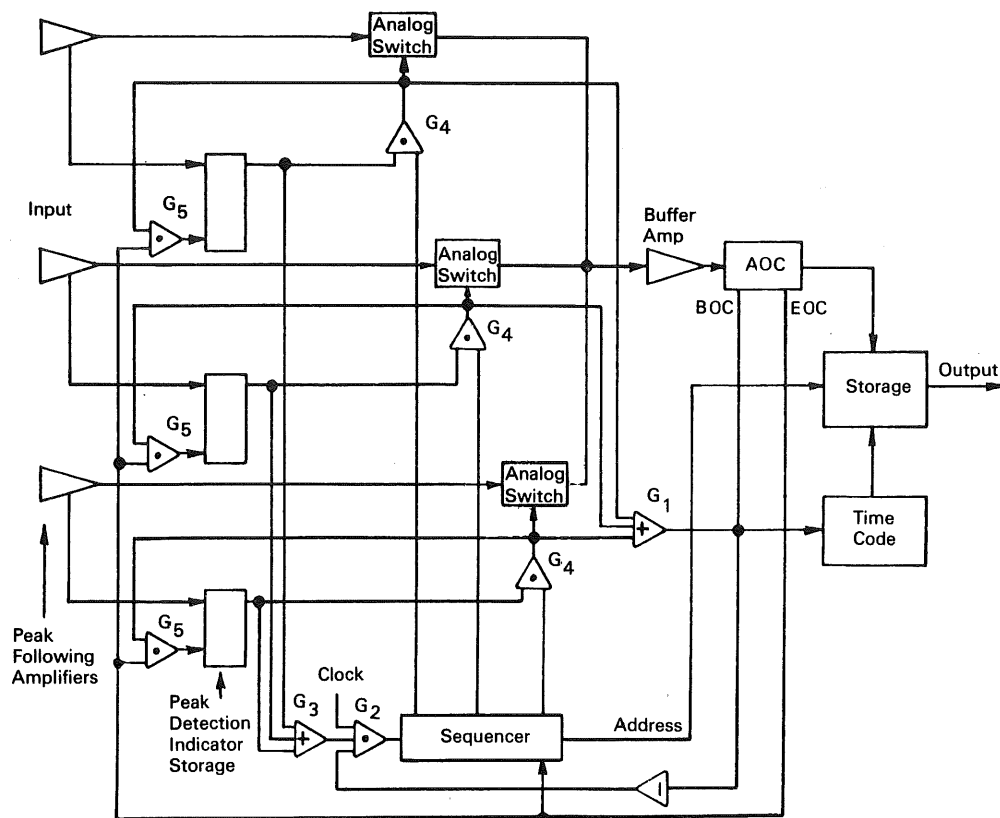 Analog
Switch
G4
Input
G5
Analog
Switch
Buffer
Amp
AOC
BOC
EOC
G4
Storage
Output
G5
Analog
Switch
G1
Time
Code
G4
G5
Peak
Following
Amplifiers
Peak
Detection
Indicator
Storage
Clock
G3
G2
Sequencer
Address